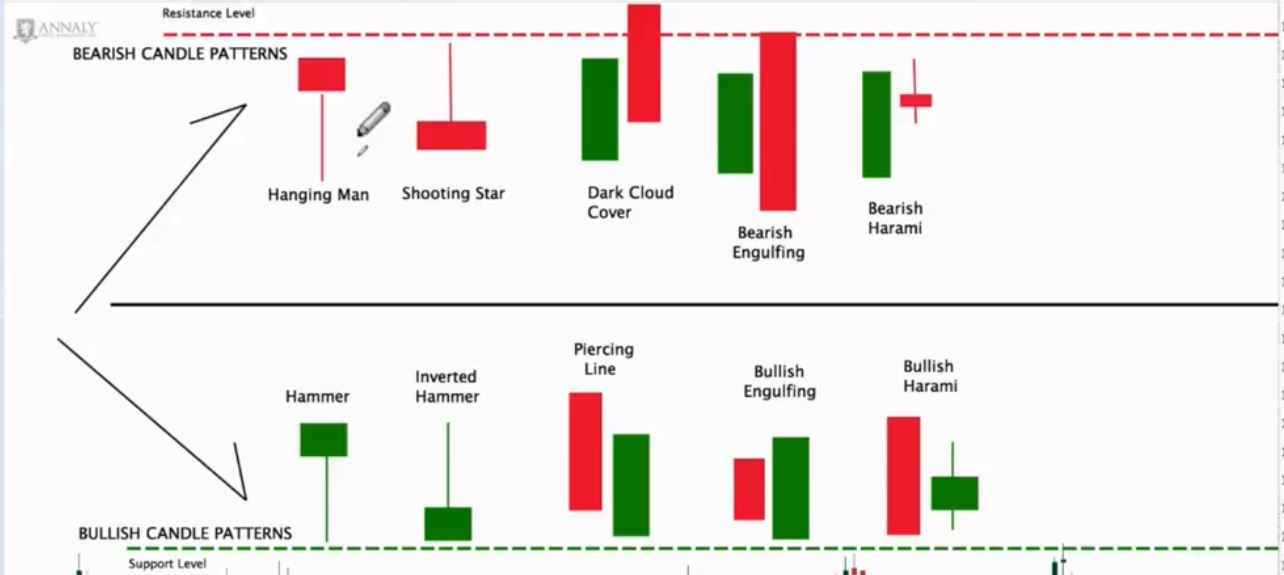 Resistance Level
ANNALY
BEARISH CANDLE PATTERNS
Hanging Man
Shooting Star
Dark Cloud
Cover
Bearish
Engulfing
Bearish
Harami
Hammer
Inverted
Hammer
Piercing
Line
Bullish
Engulfing
Bullish
Harami
BULLISH CANDLE PATTERNS
Support Level